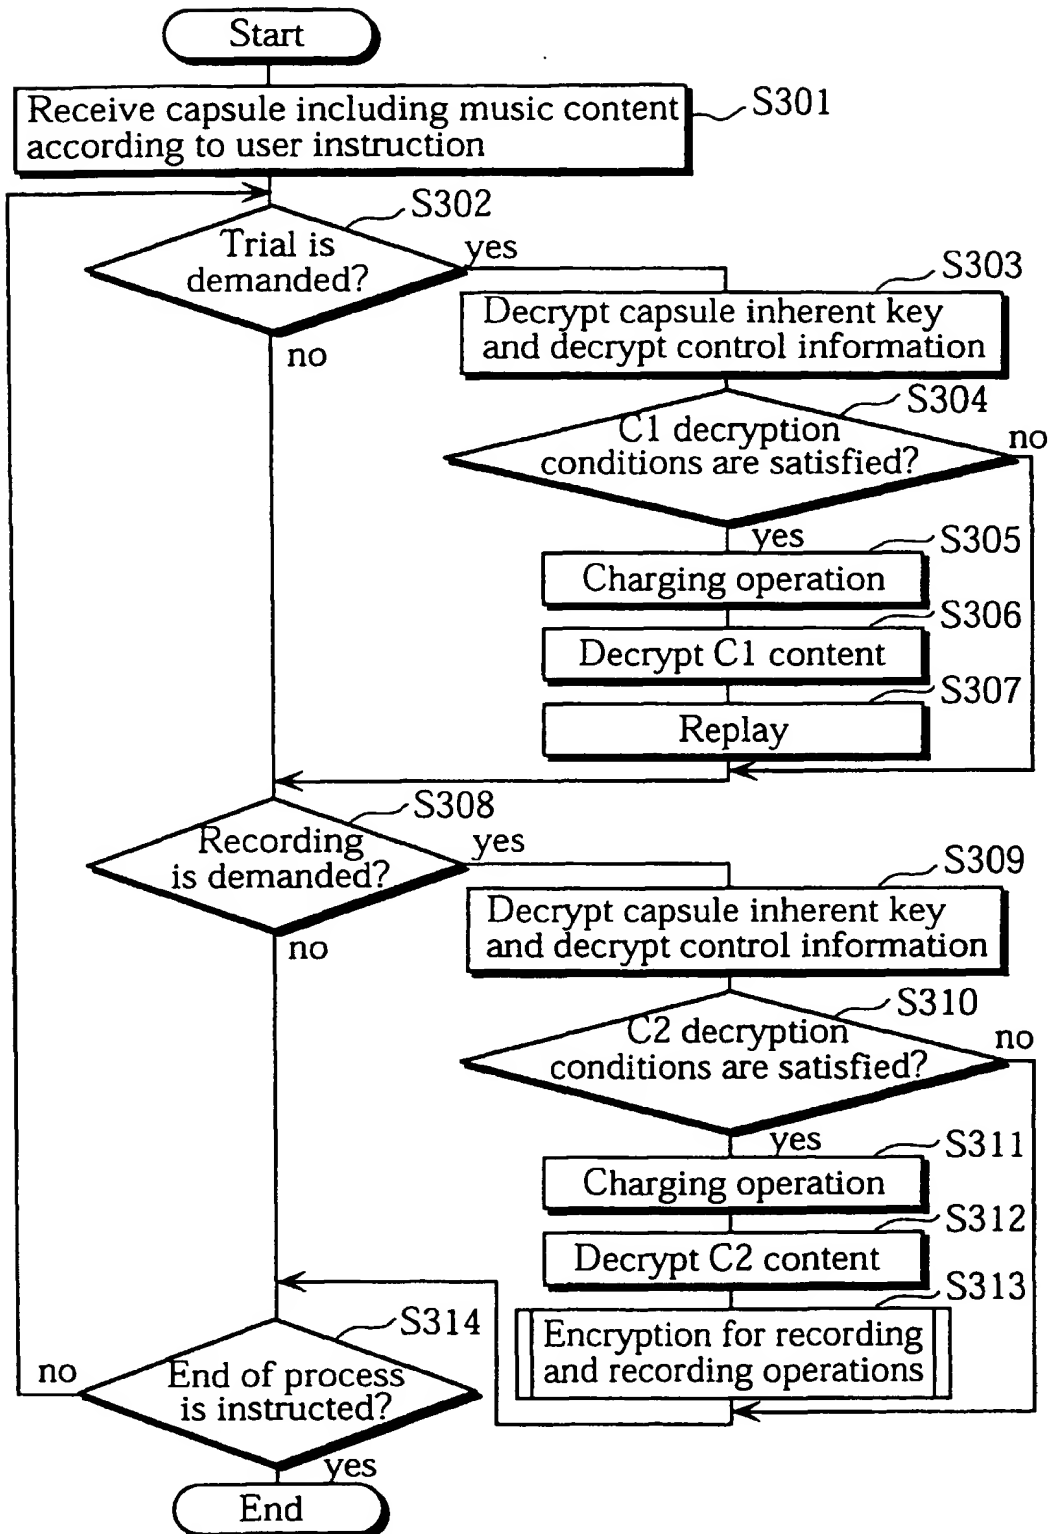 Start
Receive capsule including music content
according to user instruction
S301
S302
Trial is
demanded?
yes
no
S303
Decrypt capsule inherent key
and decrypt control information
S304
C1 decryption
conditions are satisfied?
no
yes
S305
Charging operation
S306
Decrypt C1 content
S307
Replay
S308
Recording
is demanded?
yes
no
S309
Decrypt capsule inherent key
and decrypt control information
S310
C2 decryption
conditions are satisfied?
no
yes
S311
Charging operation
S312
Decrypt C2 content
S313
Encryption for recording
and recording operations
S314
End of process
is instructed?
no
yes
End